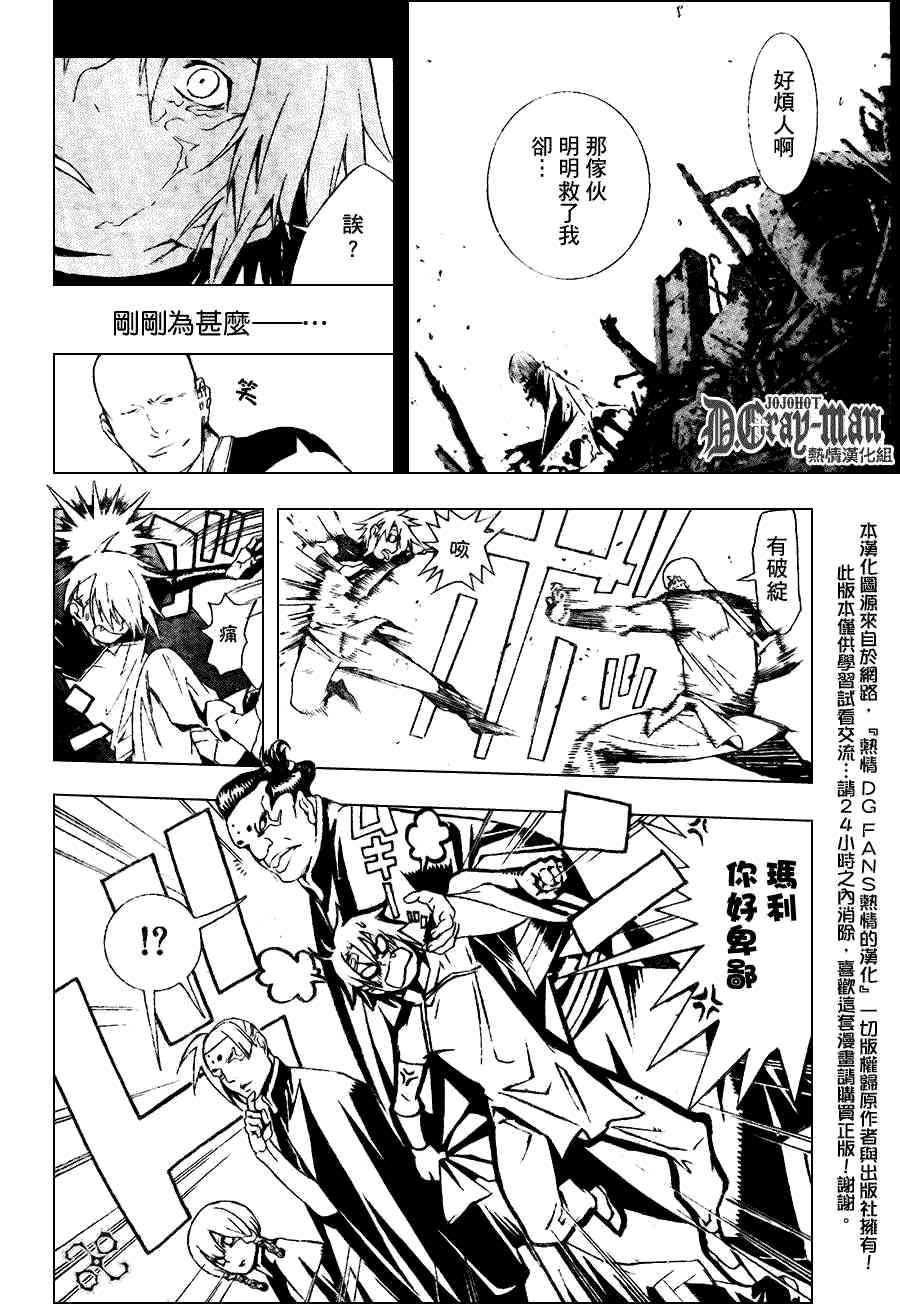 好煩人啊
那傢伙
明明救了我
卻…
誒?
剛剛為甚麼——…
笑
JOJOHOT
D.Gray-man
熱情漢化組
有破綻
咳
痛
瑪利
你好卑鄙
ムキー
!?
本漢化圖源來自於網路，『熱情DG FANS熱情的漢化』一切版權歸原作者與出版社擁有!
此版本僅供學習試看交流…請24小時之內消除，喜歡這套漫畫請購買正版!謝謝。